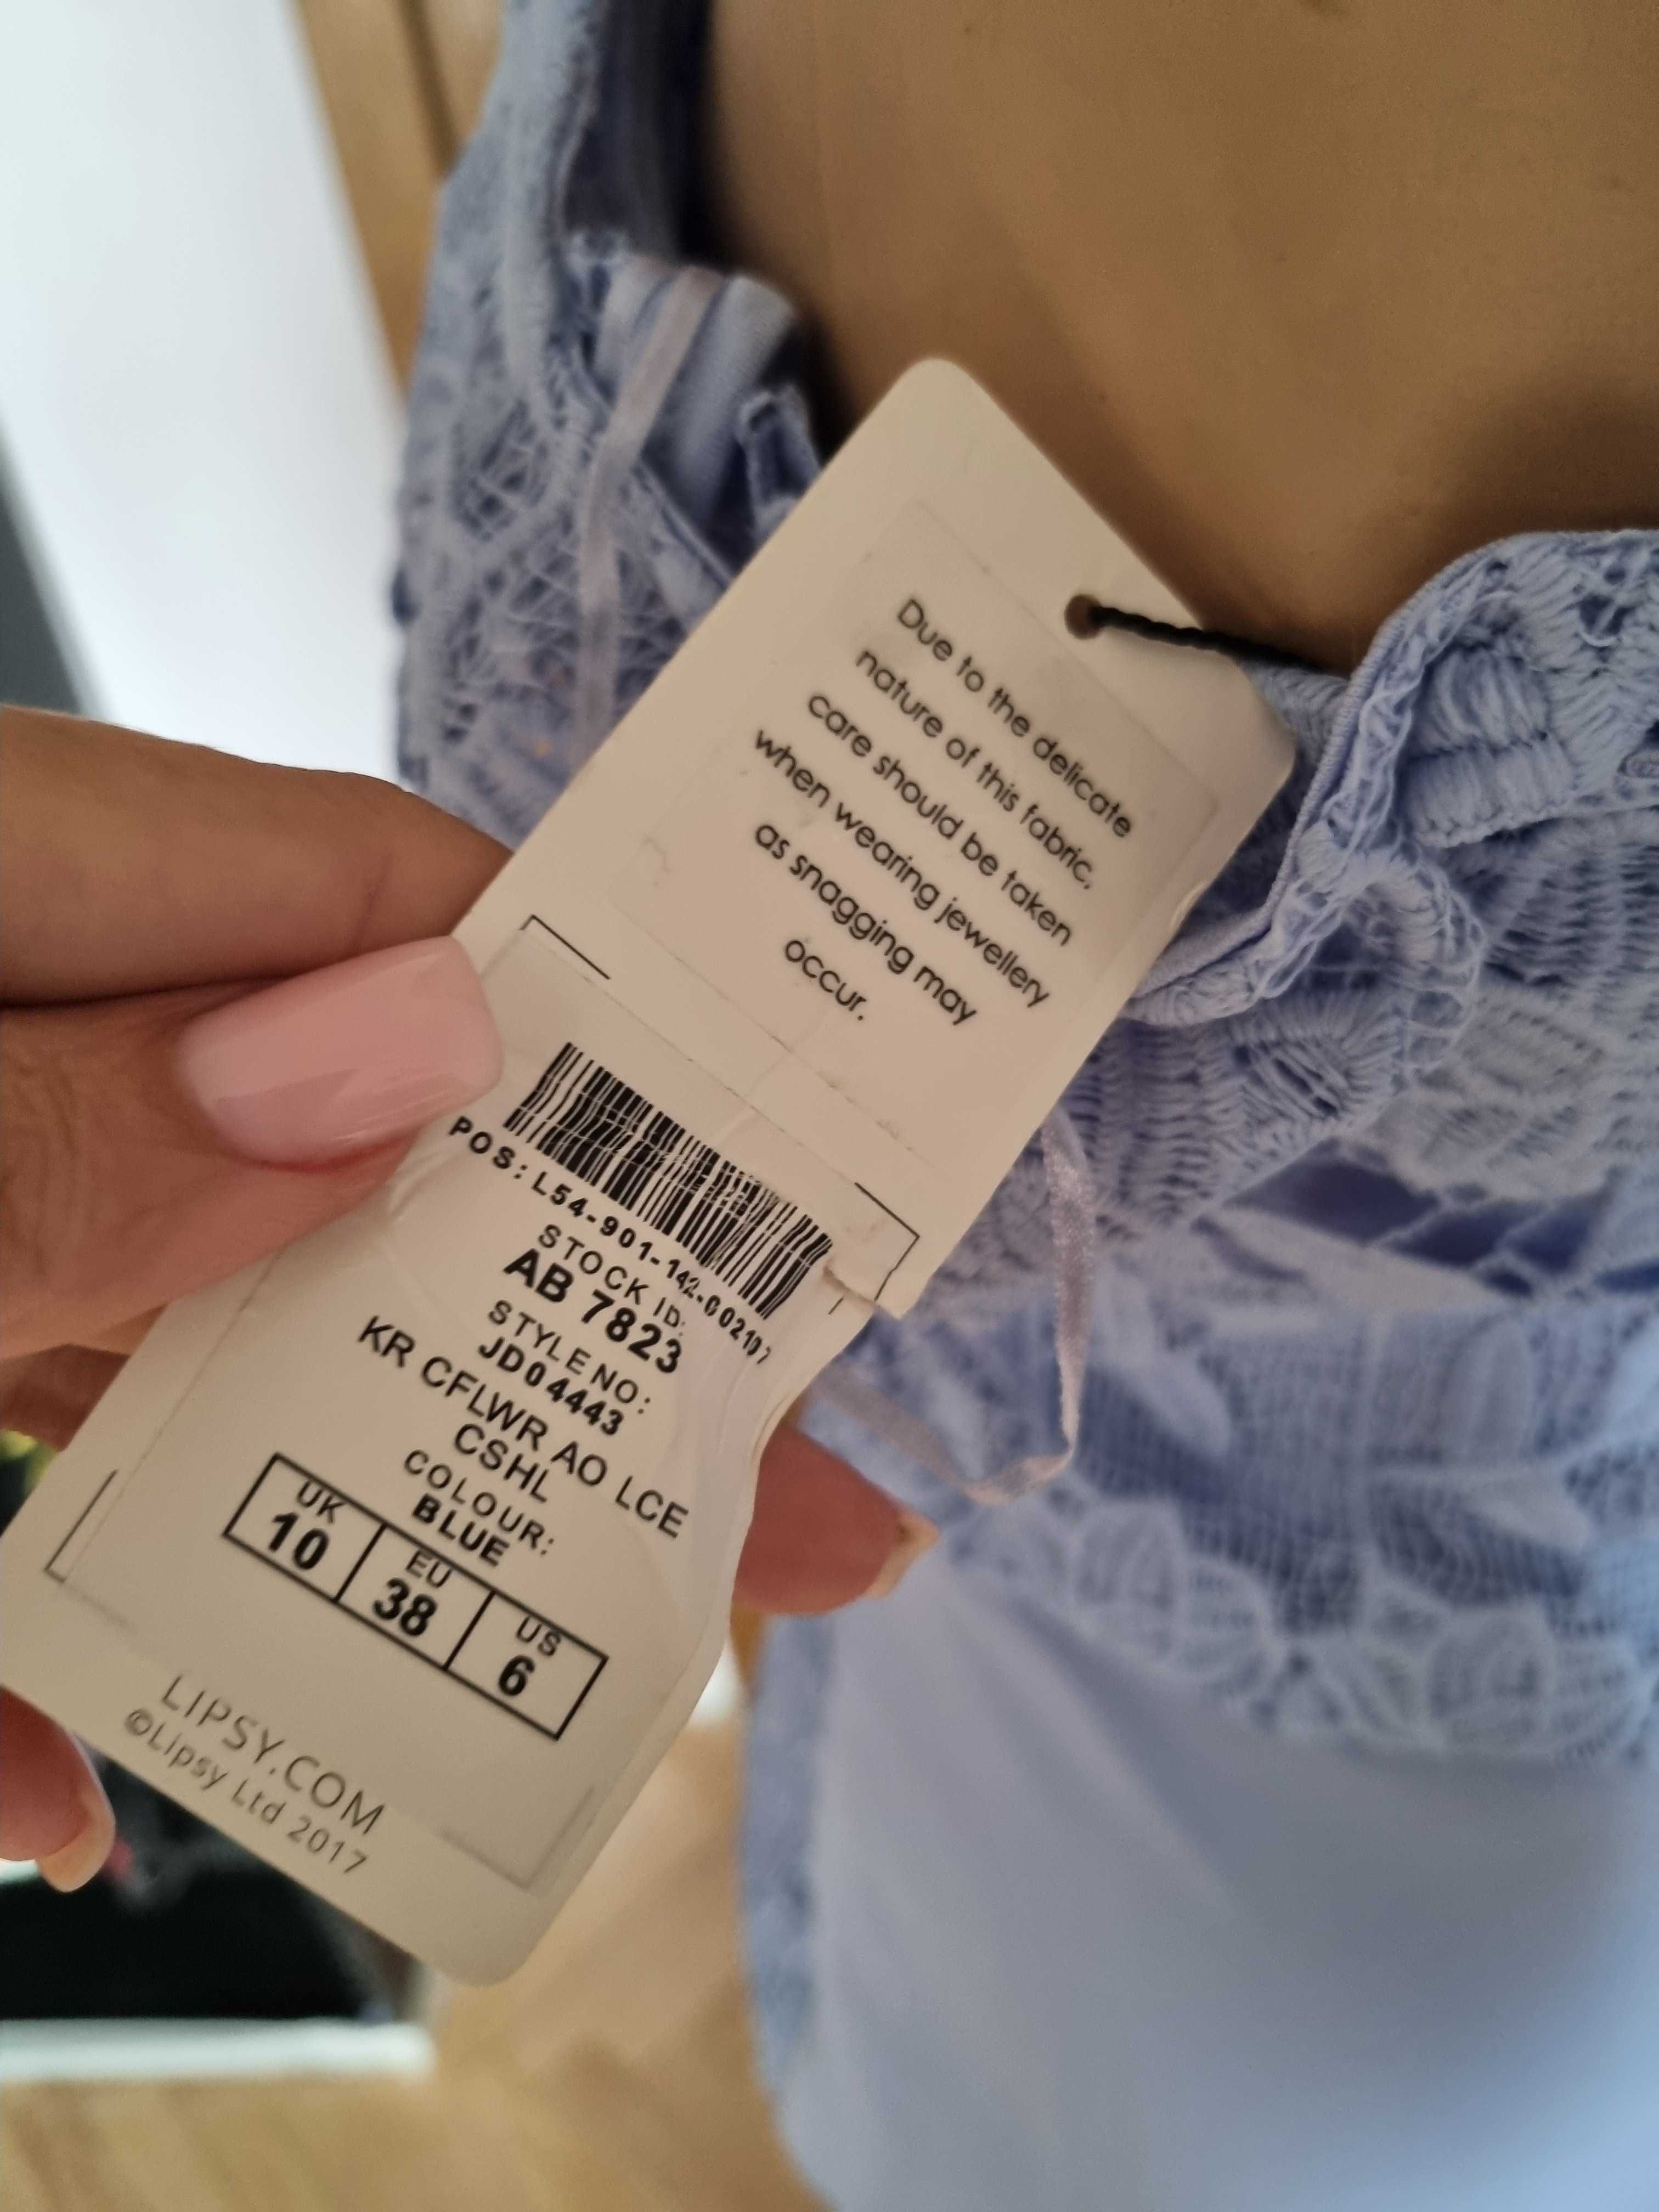 Due to the delicate
nature of this fabric,
care should be taken
when wearing jewellery
as snagging may
occur.
POS: L54-901-142-002107
STOCK ID:
AB 7823
STYLE NO:
JD04443
KR CFLWR AO LCE
CSHL
COLOUR:
BLUE
UK EU US
10 38 6
LIPSY.COM
©Lipsy Ltd 2017